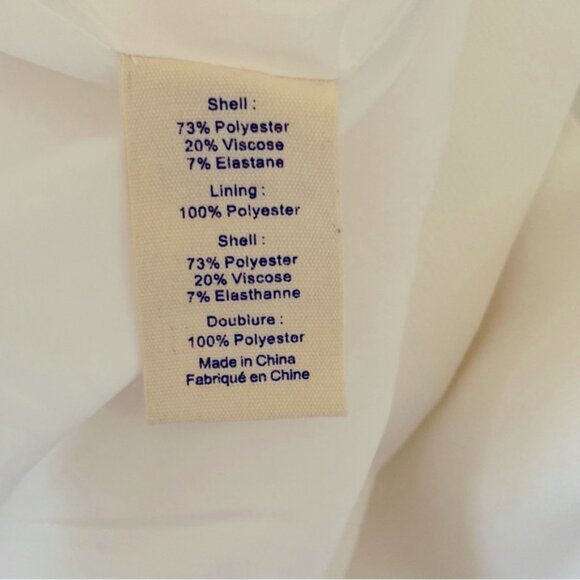 Shell :
73% Polyester
20% Viscose
7% Elastane
Lining :
100% Polyester
Shell :
73% Polyester
20% Viscose
7% Elasthanne
Doublure :
100% Polyester
Made in China
Fabriqué en Chine